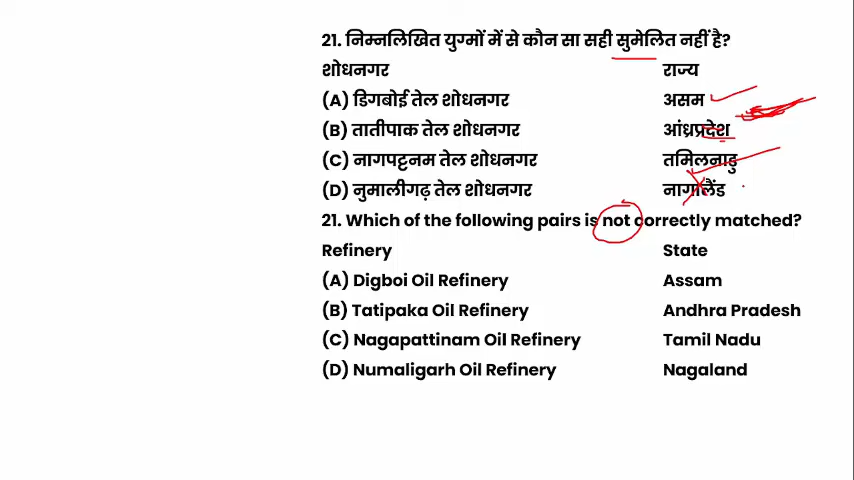 21. निम्नलिखित युग्मों में से कौन सा सही सुमेलित नहीं है?
शोधनगर राज्य
(A) डिगबोई तेल शोधनगर असम
(B) तातीपाक तेल शोधनगर आंध्रप्रदेश
(C) नागपट्टनम तेल शोधनगर तमिलनाडु
(D) नुमालीगढ़ तेल शोधनगर नागालैंड
21. Which of the following pairs is not correctly matched?
Refinery State
(A) Digboi Oil Refinery Assam
(B) Tatipaka Oil Refinery Andhra Pradesh
(C) Nagapattinam Oil Refinery Tamil Nadu
(D) Numaligarh Oil Refinery Nagaland